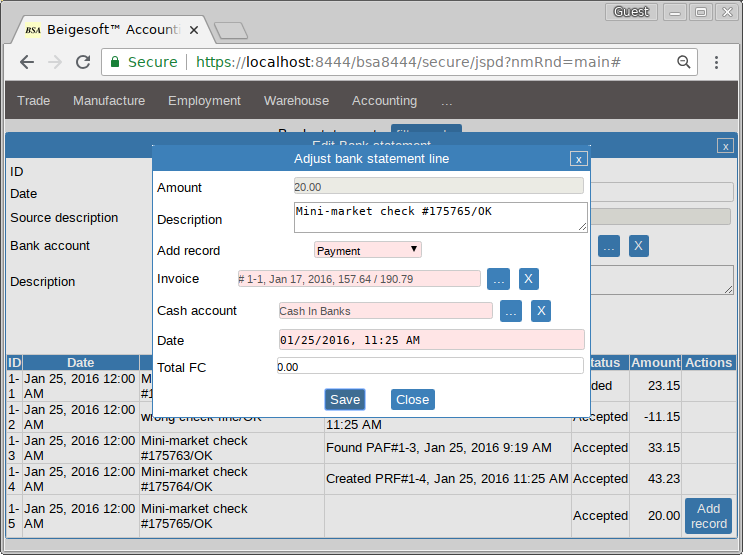 Guest
BSA Beigesoft™ Accounti
Secure https://localhost:8444/bsa8444/secure/jspd?nmRnd=main#
Trade Manufacture Employment Warehouse Accounting ...
Edit Bank statement x
Adjust bank statement line x
ID
Date
Source description
Bank account ... X
Description
Amount 20.00
Description Mini-market check #175765/OK
Add record Payment
Invoice # 1-1, Jan 17, 2016, 157.64 / 190.79 ... X
Cash account Cash In Banks ... X
Date 01/25/2016, 11:25 AM
Total FC 0.00
Save Close
ID Date Amount Actions
1-1 Jan 25, 2016 12:00 AM 23.15
1-2 Jan 25, 2016 12:00 AM 11:25 AM Accepted -11.15
1-3 Jan 25, 2016 12:00 AM Mini-market check #175763/OK Found PAF#1-3, Jan 25, 2016 9:19 AM Accepted 33.15
1-4 Jan 25, 2016 12:00 AM Mini-market check #175764/OK Created PRF#1-4, Jan 25, 2016 11:25 AM Accepted 43.23
1-5 Jan 25, 2016 12:00 AM Mini-market check #175765/OK Accepted 20.00 Add record